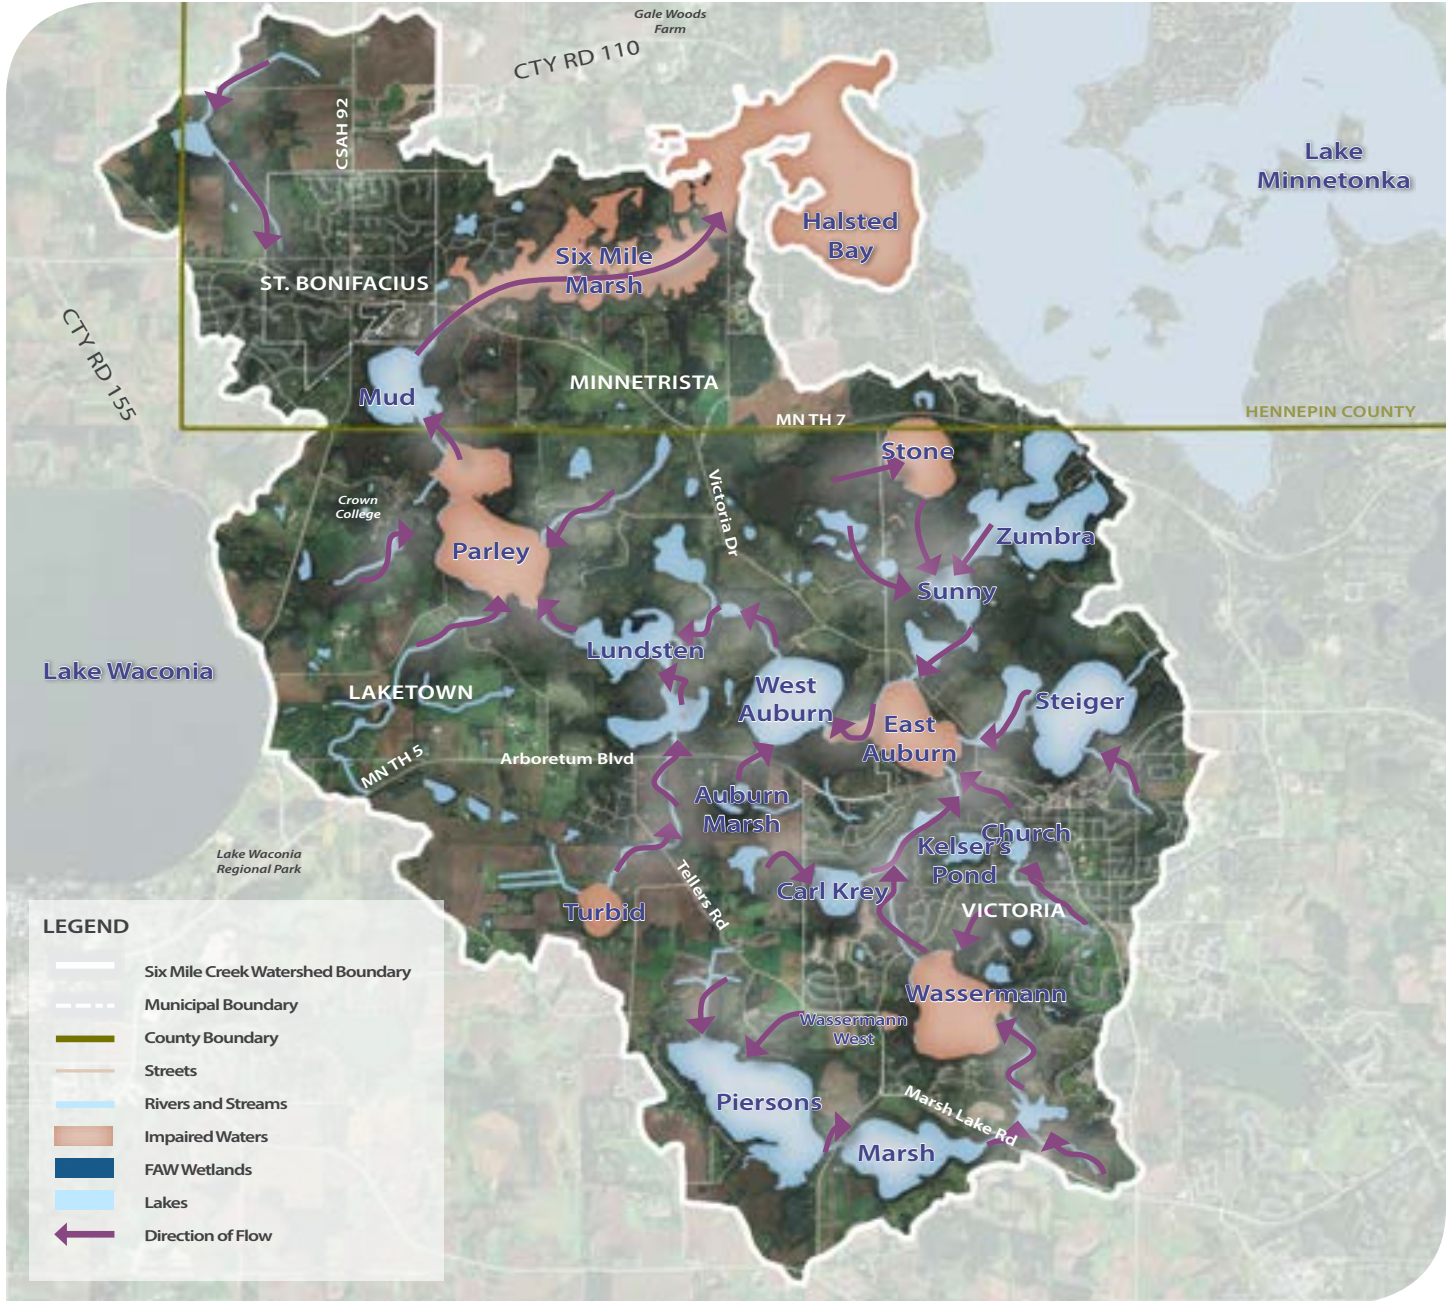 Gale Woods
Farm
CTY RD 110
CSAH 92
Lake
Minnetonka
Halsted
Bay
Six Mile
Marsh
ST. BONIFACIUS
CTY RD 155
Mud
MINNETRISTA
MN TH 7
HENNEPIN COUNTY
Stone
Crown
College
Victoria Dr
Zumbra
Parley
Sunny
Lundsten
Lake Waconia
LAKETOWN
West
Auburn
Steiger
East
Auburn
MN TH 5
Arboretum Blvd
Auburn
Marsh
Church
Kelser's
Pond
Lake Waconia
Regional Park
Tellers Rd
Carl Krey
Turbid
VICTORIA
Wassermann
Wassermann
West
Piersons
Marsh Lake Rd
Marsh
LEGEND
Six Mile Creek Watershed Boundary
Municipal Boundary
County Boundary
Streets
Rivers and Streams
Impaired Waters
FAW Wetlands
Lakes
Direction of Flow